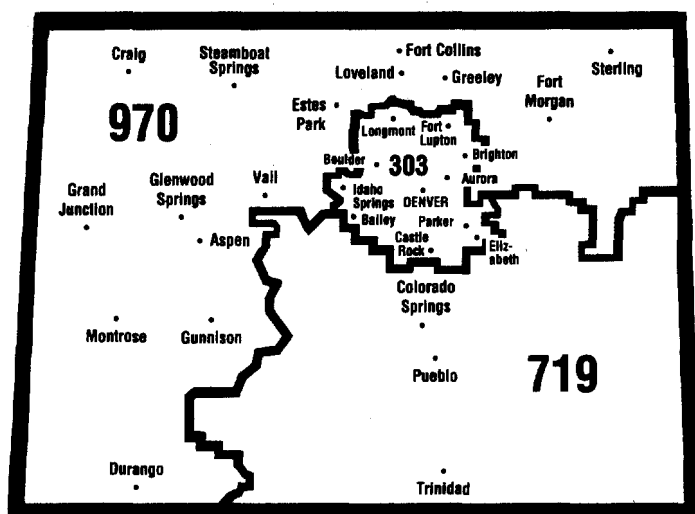 Craig
Steamboat
Springs
Fort Collins
Loveland
Greeley
Sterling
Fort
Morgan
Estes
Park
970
Longmont
Fort
Lupton
Boulder
303
Brighton
Aurora
Vail
Idaho
Springs
DENVER
Grand
Junction
Glenwood
Springs
Bailey
Parker
Aspen
Castle
Rock
Eliz-
abeth
Colorado
Springs
Montrose
Gunnison
Pueblo
719
Durango
Trinidad